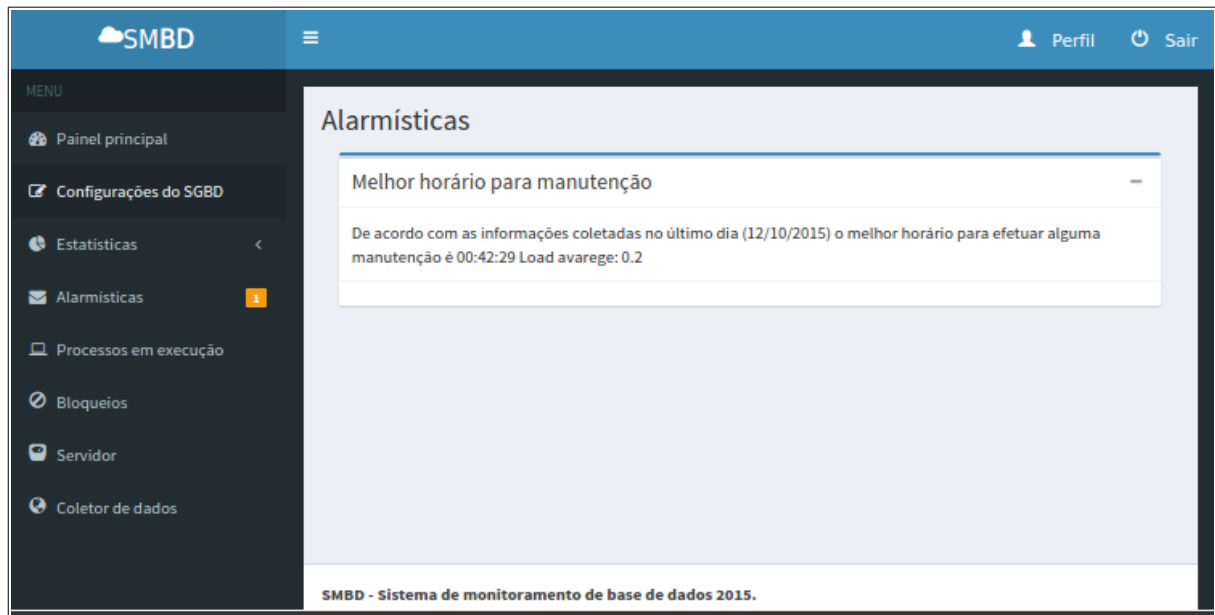 SMBD
Perfil
Sair
MENU
Painel principal
Configurações do SGBD
Estatísticas
Alarmísticas
1
Processos em execução
Bloqueios
Servidor
Coletor de dados
Alarmísticas
Melhor horário para manutenção
De acordo com as informações coletadas no último dia (12/10/2015) o melhor horário para efetuar alguma
manutenção é 00:42:29 Load avarege: 0.2
SMBD - Sistema de monitoramento de base de dados 2015.